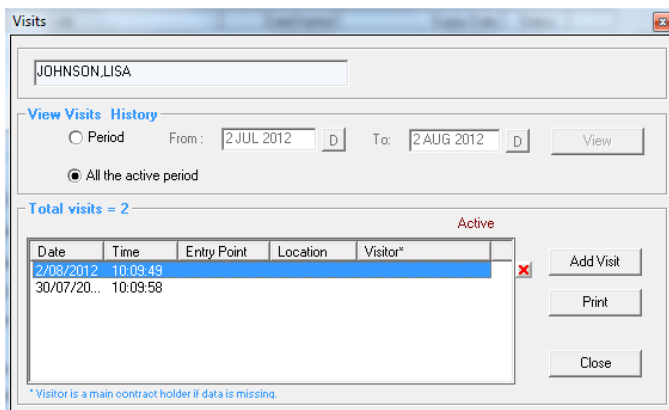 Visits
JOHNSON,LISA
View Visits History
Period From : 2 JUL 2012 D To: 2 AUG 2012 D View
All the active period
Total visits = 2
Active
Date Time Entry Point Location Visitor*
2/08/2012 10:09:49
30/07/20... 10:09:58
Add Visit
Print
Close
* Visitor is a main contract holder if data is missing.